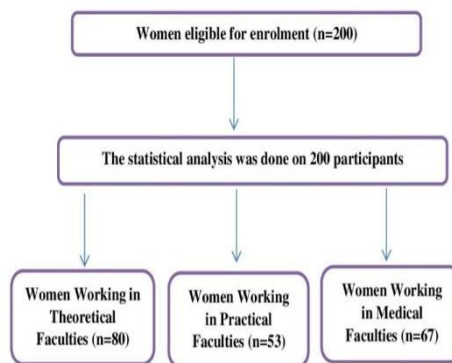 Women eligible for enrolment (n=200)
The statistical analysis was done on 200 participants
Women Working in
Theoretical
Faculties (n=80)
Women Working
in Practical
Faculties (n=53)
Women Working
in Medical
Faculties (n=67)